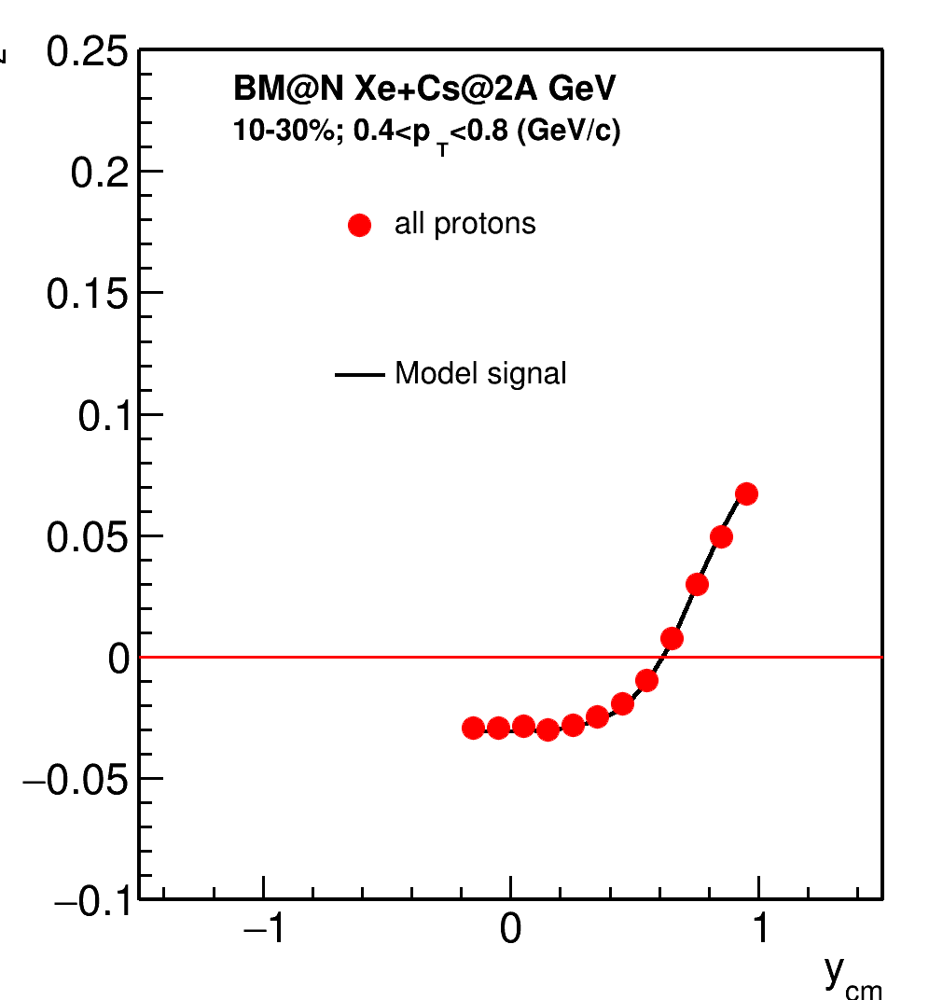 0.25
BM@N Xe+Cs@2A GeV
10-30%; 0.4<p_T<0.8 (GeV/c)
0.2
all protons
0.15
Model signal
0.1
0.05
0
−0.05
−0.1
−1 0 1
y_cm